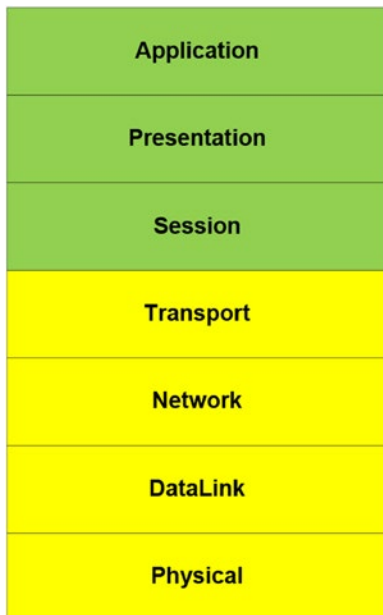 Application
Presentation
Session
Transport
Network
DataLink
Physical